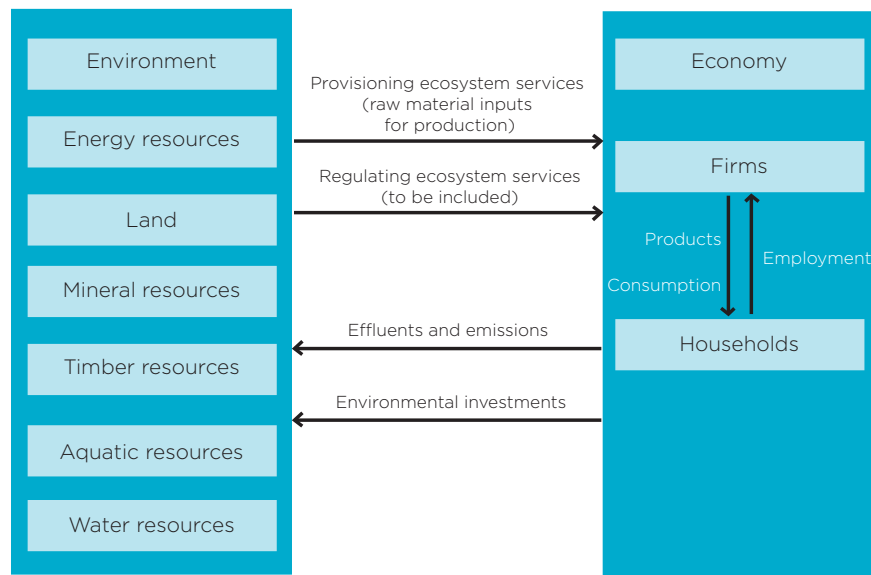 Environment
Energy resources
Land
Mineral resources
Timber resources
Aquatic resources
Water resources
Provisioning ecosystem services
(raw material inputs
for production)
Regulating ecosystem services
(to be included)
Effluents and emissions
Environmental investments
Economy
Firms
Products
Employment
Consumption
Households